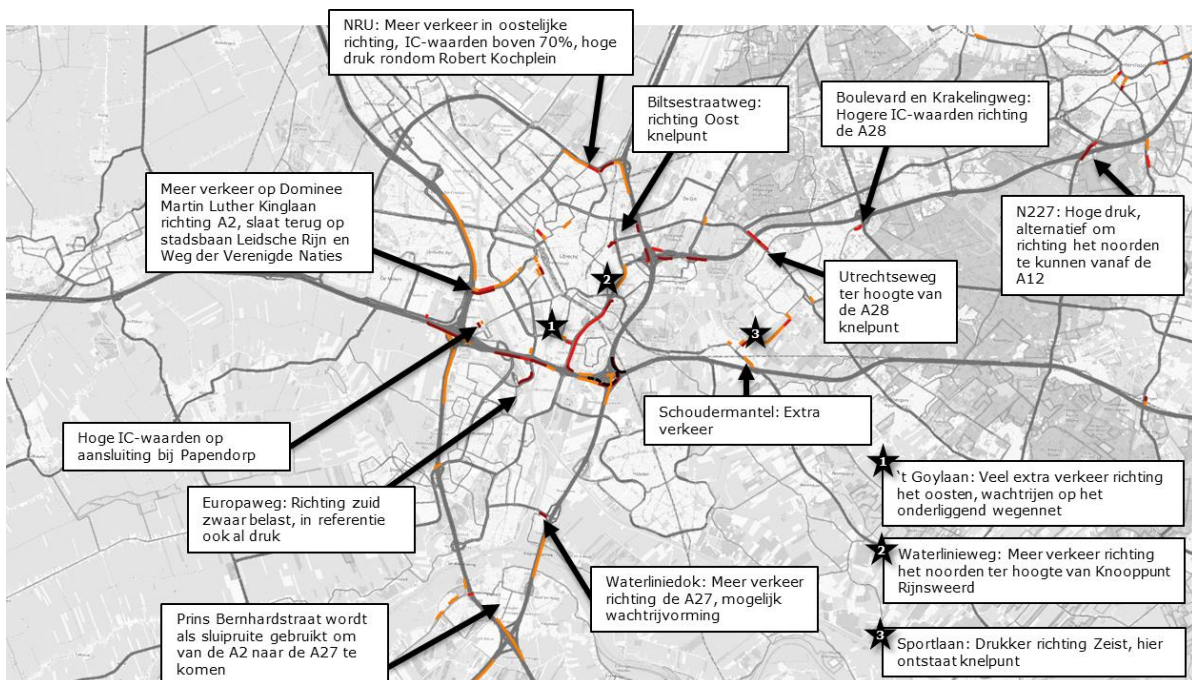 NRU: Meer verkeer in oostelijke
richting, IC-waarden boven 70%, hoge
druk rondom Robert Kochplein
Biltsestraatweg:
richting Oost
knelpunt
Boulevard en Krakelingweg:
Hogere IC-waarden richting
de A28
Meer verkeer op Dominee
Martin Luther Kinglaan
richting A2, slaat terug op
stadsbaan Leidsche Rijn en
Weg der Verenigde Naties
N227: Hoge druk,
alternatief om
richting het noorden
te kunnen vanaf de
A12
Utrechtseweg
ter hoogte van
de A28
knelpunt
2
1
3
Schoudermantel: Extra
verkeer
Hoge IC-waarden op
aansluiting bij Papendorp
Europaweg: Richting zuid
zwaar belast, in referentie
ook al druk
Waterliniedok: Meer verkeer
richting de A27, mogelijk
wachtrijvorming
Prins Bernhardstraat wordt
als sluipruite gebruikt om
van de A2 naar de A27 te
komen
1
't Goylaan: Veel extra verkeer richting
het oosten, wachtrijen op het
onderliggend wegennet
2
Waterlinieweg: Meer verkeer richting
het noorden ter hoogte van Knooppunt
Rijnsweerd
3
Sportlaan: Drukker richting Zeist, hier
ontstaat knelpunt